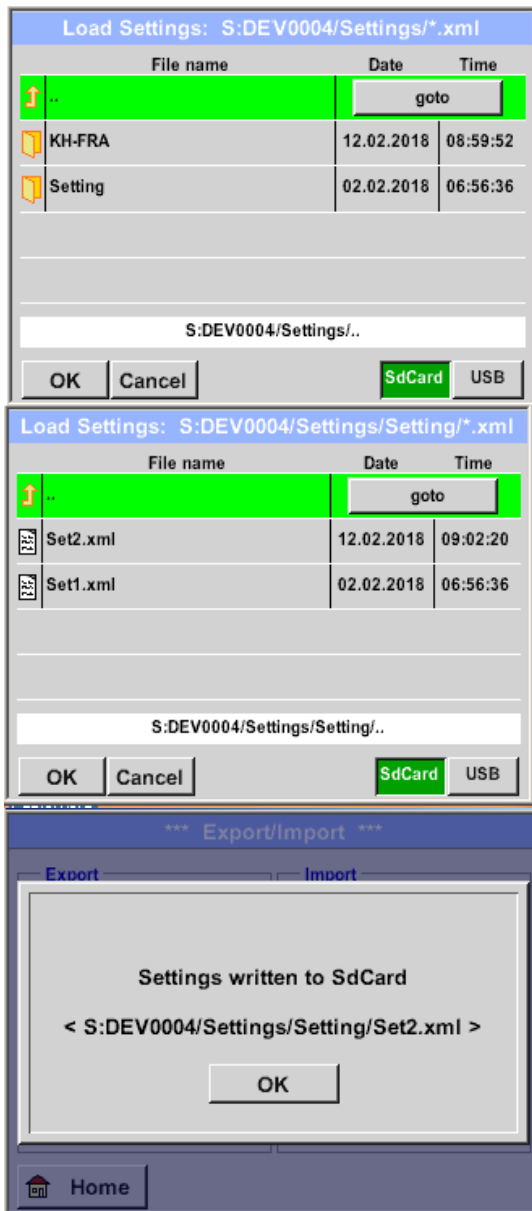 Load Settings: S:DEV0004/Settings/*.xml
File name Date Time
.. goto
KH-FRA 12.02.2018 08:59:52
Setting 02.02.2018 06:56:36
S:DEV0004/Settings/..
OK Cancel SdCard USB
Load Settings: S:DEV0004/Settings/Setting/*.xml
File name Date Time
.. goto
Set2.xml 12.02.2018 09:02:20
Set1.xml 02.02.2018 06:56:36
S:DEV0004/Settings/Setting/..
OK Cancel SdCard USB
*** Export/Import ***
Export Import
Settings written to SdCard
< S:DEV0004/Settings/Setting/Set2.xml >
OK
Home